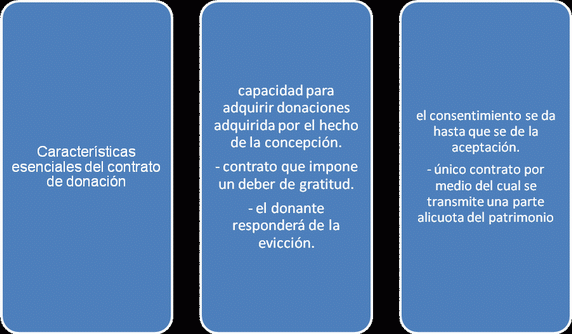 Características
esenciales del contrato
de donación
capacidad para
adquirir donaciones
adquirida por el hecho
de la concepción.
- contrato que impone
un deber de gratitud.
- el donante
responderá de la
evicción.
el consentimiento se da
hasta que se de la
aceptación.
- único contrato por
medio del cual se
transmite una parte
alicuota del patrimonio